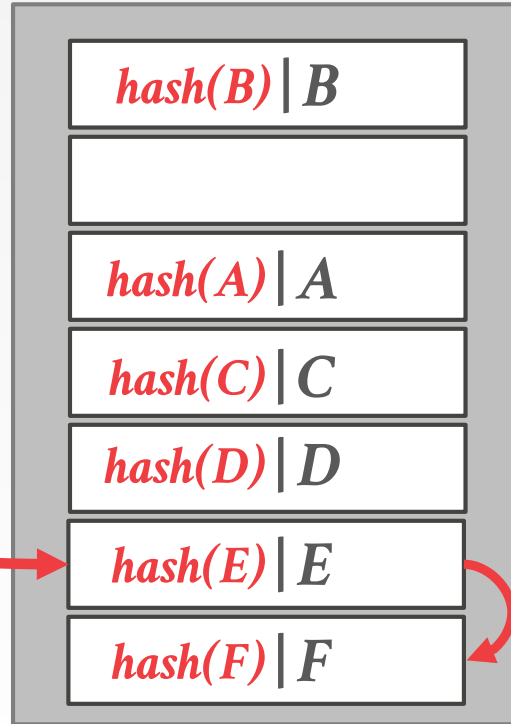 hash(B) | B
hash(A) | A
hash(C) | C
hash(D) | D
hash(E) | E
hash(F) | F